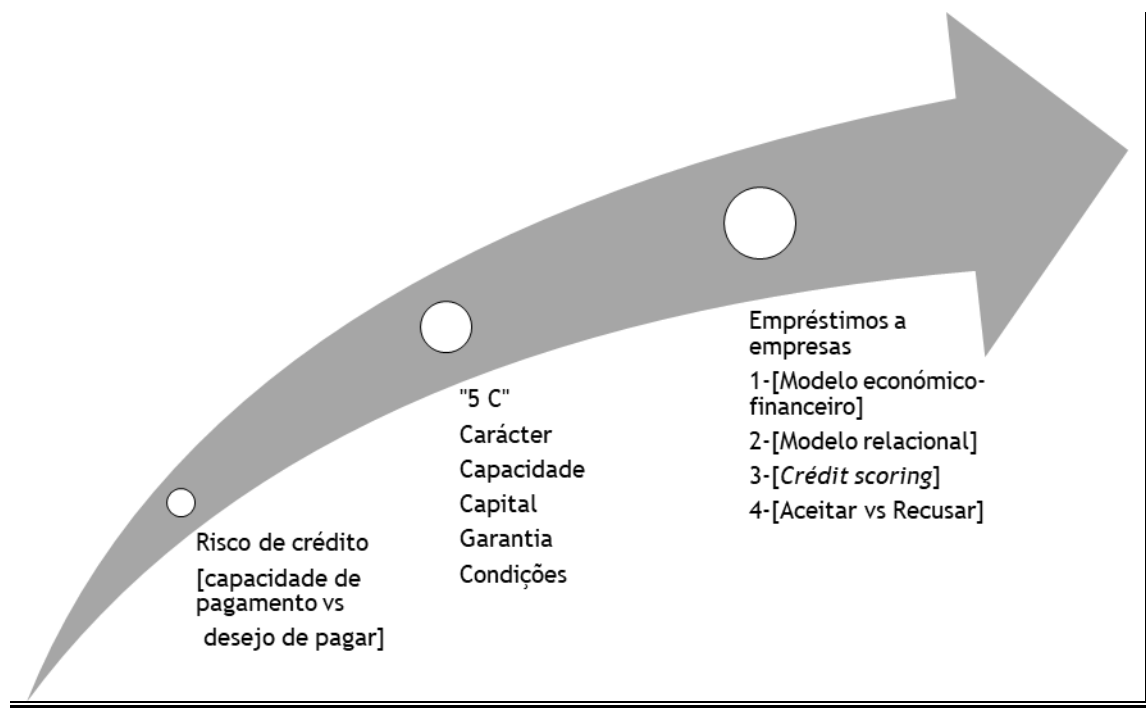 Risco de crédito
[capacidade de
pagamento vs
desejo de pagar]
"5 C"
Carácter
Capacidade
Capital
Garantia
Condições
Empréstimos a
empresas
1-[Modelo económico-
financeiro]
2-[Modelo relacional]
3-[Crédit scoring]
4-[Aceitar vs Recusar]